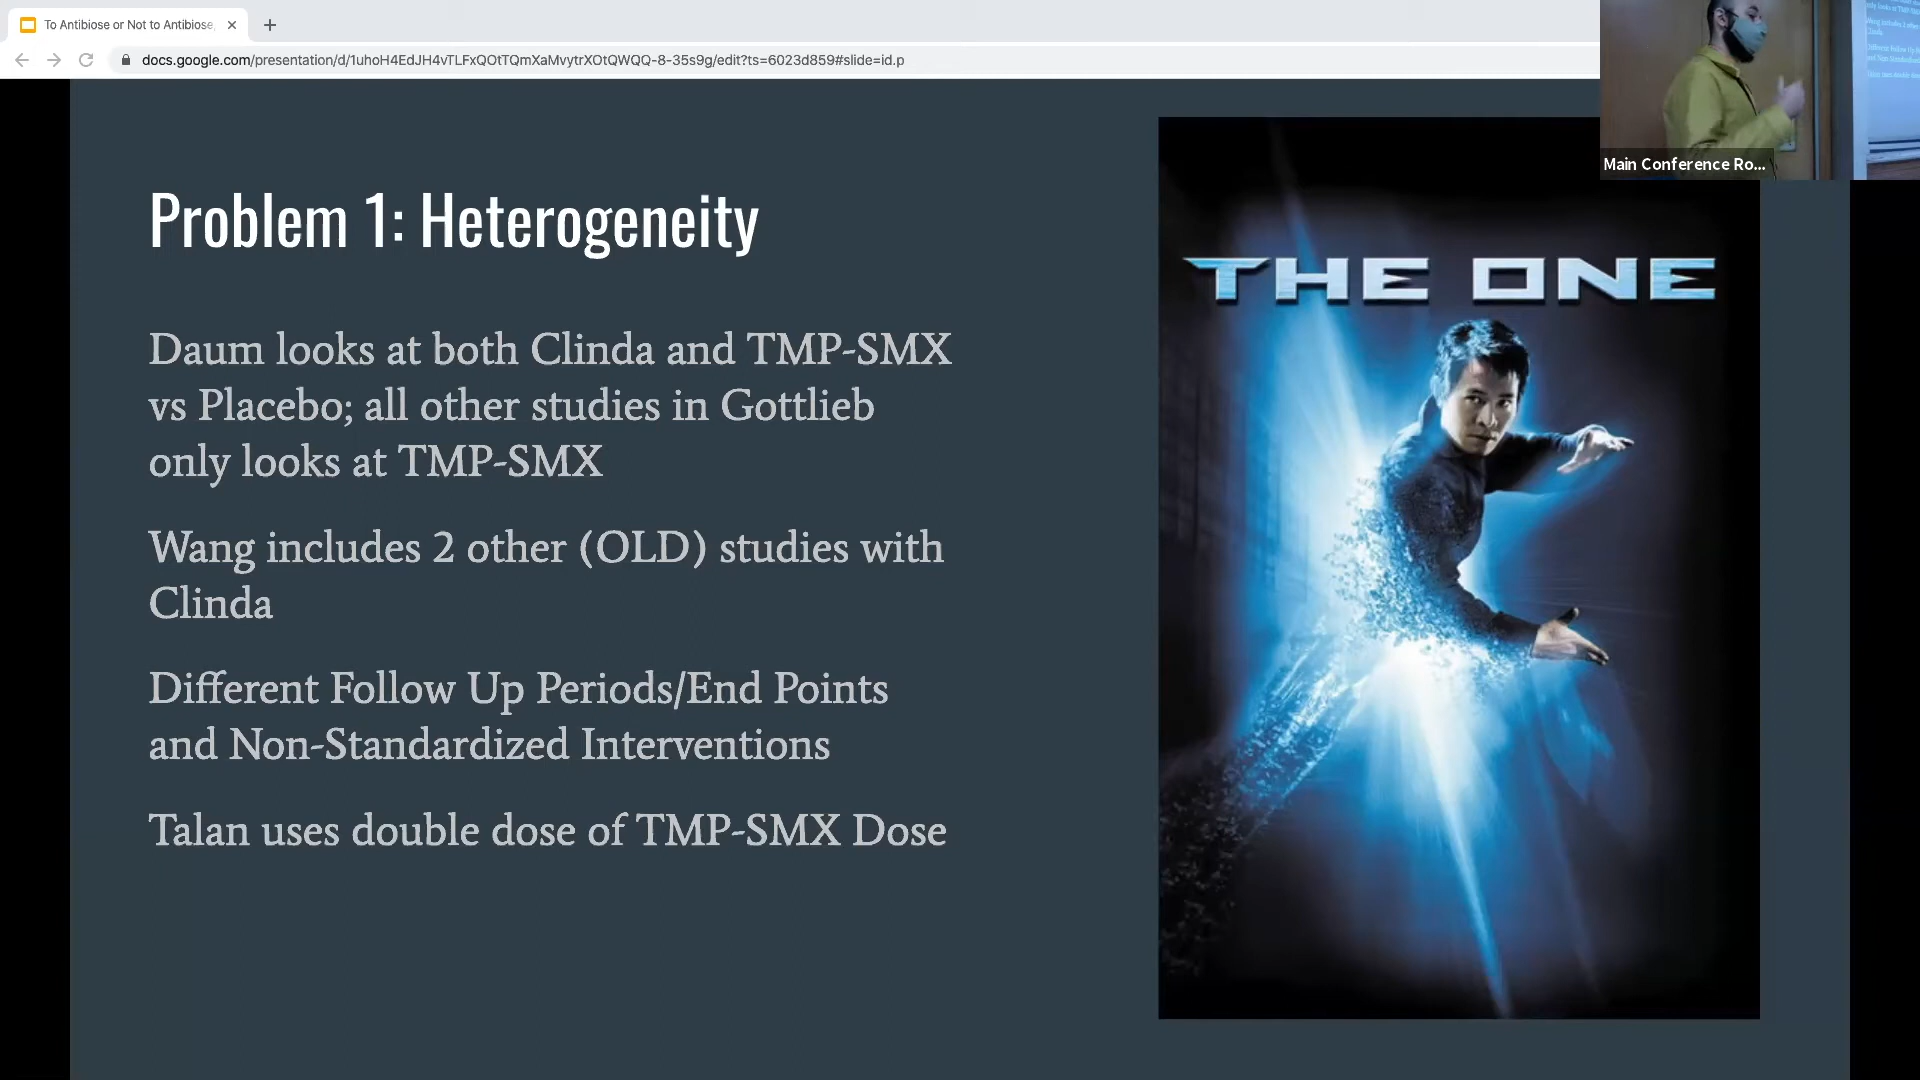 To Antibiose or Not to Antibiose,
docs.google.com/presentation/d/1uhoH4EdJH4vTLFxQOtTQmXaMvytrXOtQWQQ-8-35s9g/edit?ts=6023d859#slide=id.p
Main Conference Ro...
Problem 1: Heterogeneity
Daum looks at both Clinda and TMP-SMX
vs Placebo; all other studies in Gottlieb
only looks at TMP-SMX
Wang includes 2 other (OLD) studies with
Clinda
Different Follow Up Periods/End Points
and Non-Standardized Interventions
Talan uses double dose of TMP-SMX Dose
THE ONE